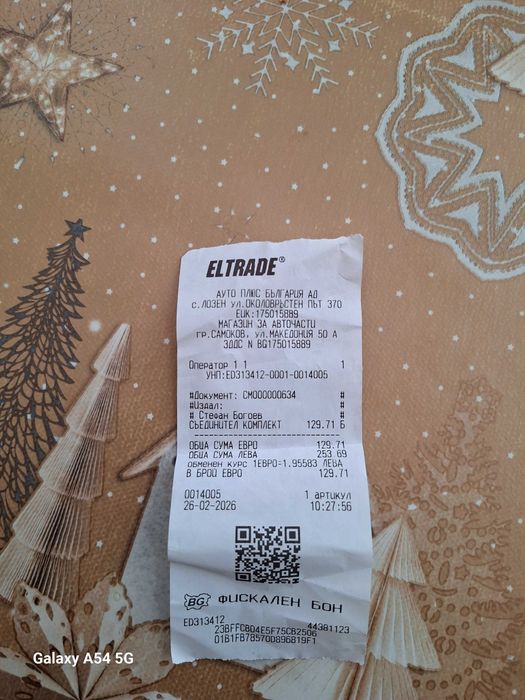 ELTRADE®
АУТО ПЛЮС БЪЛГАРИЯ АД
с.ЛОЗЕН ул.ОКОЛОВРЪСТЕН ПЪТ 370
ЕИК:175015889
МАГАЗИН ЗА АВТОЧАСТИ
ГР.САМОКОВ, ул.МАКЕДОНИЯ 50 А
ЗДДС N BG175015889
Оператор 1 1 1
УНП:ED313412-0001-0014005
#Документ: СМ000000634 #
#Издал: #
# Стефан Богоев #
СЪЕДИНИТЕЛ КОМПЛЕКТ 129.71 Б
ОБЩА СУМА ЕВРО 129.71
ОБЩА СУМА ЛЕВА 253.69
обменен курс 1ЕВРО=1.95583 ЛЕВА
В БРОЙ ЕВРО 129.71
0014005 1 артикул
26-02-2026 10:27:56
BG ФИСКАЛЕН БОН
ED313412 44381123
23BFFCBD4E5F75CB2506
01B1FB78570D896819F1
Galaxy A54 5G